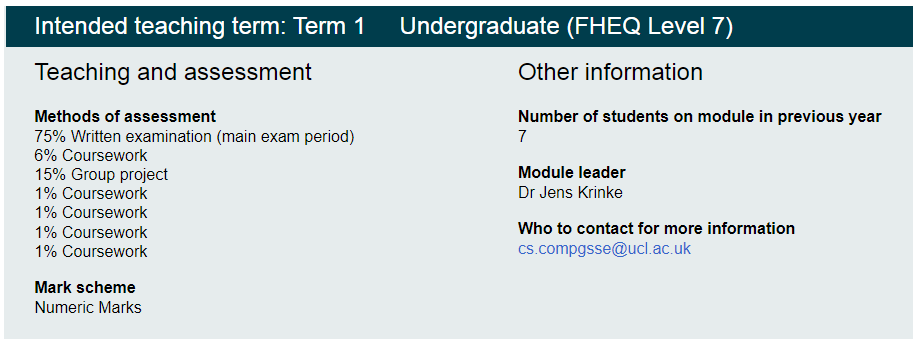 Intended teaching term: Term 1 Undergraduate (FHEQ Level 7)
Teaching and assessment
Methods of assessment
75% Written examination (main exam period)
6% Coursework
15% Group project
1% Coursework
1% Coursework
1% Coursework
1% Coursework
Mark scheme
Numeric Marks
Other information
Number of students on module in previous year
7
Module leader
Dr Jens Krinke
Who to contact for more information
cs.compgsse@ucl.ac.uk